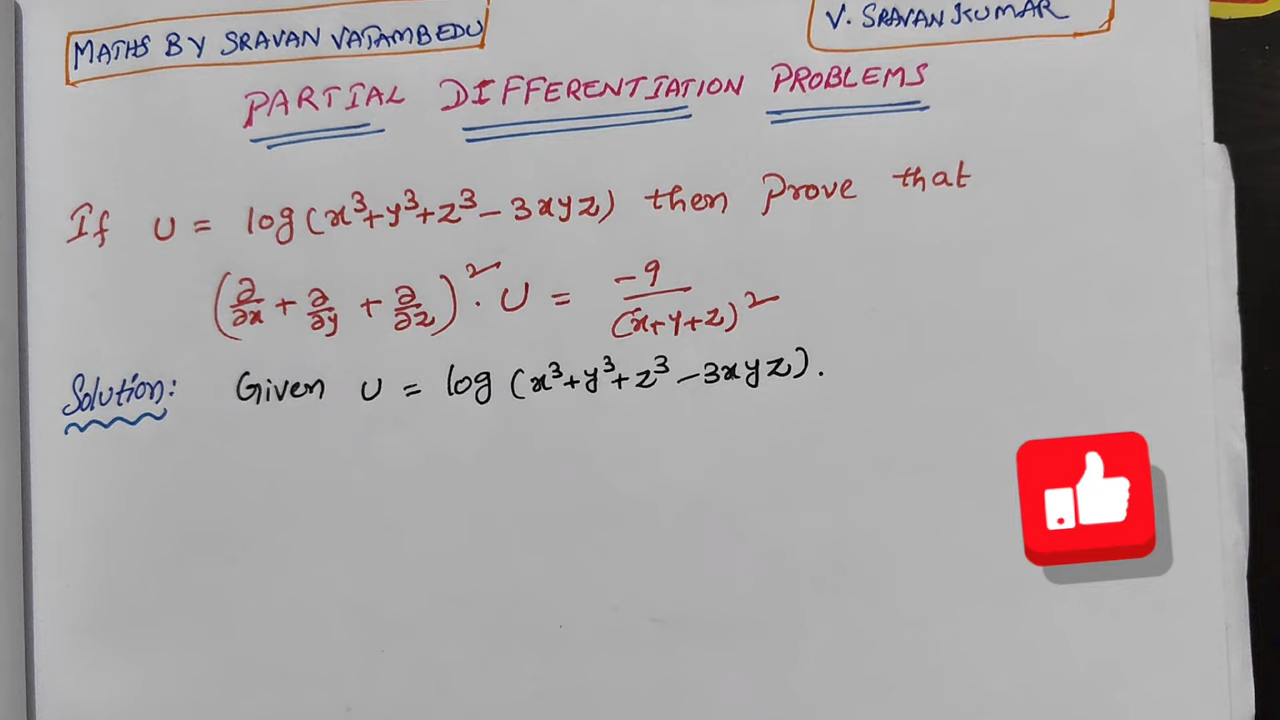 MATHS BY SRAVAN VATAMBEDU
V. SRAVAN KUMAR
PARTIAL DIFFERENTIATION PROBLEMS
If U = log(x³+y³+z³-3xyz) then prove that
(∂/∂x + ∂/∂y + ∂/∂z)² . U = -9/(x+y+z)²
Solution: Given U = log (x³+y³+z³-3xyz).